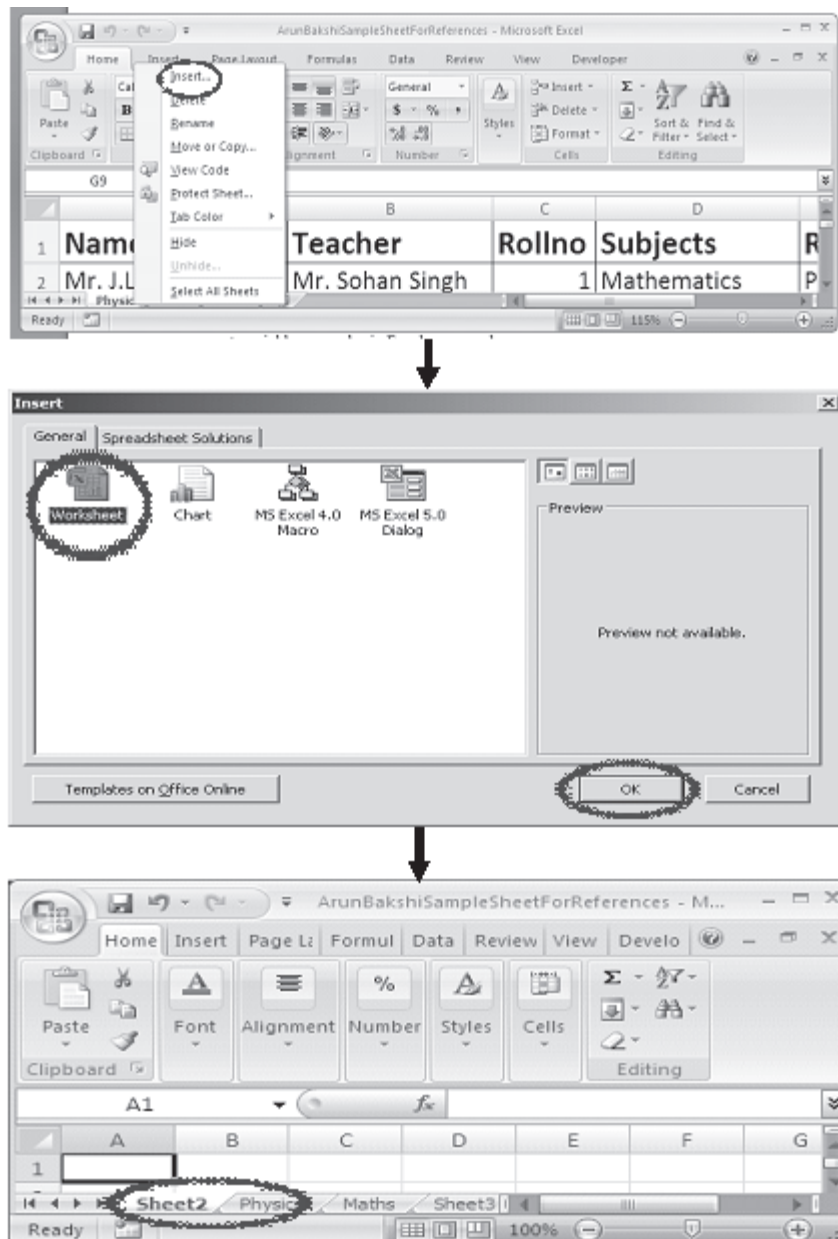 ArunBakshiSampleSheetForReferences - Microsoft Excel
Home Insert Page Layout Formulas Data Review View Developer
Insert...
Delete
Rename
Move or Copy...
View Code
Protect Sheet...
Tab Color
Hide
Unhide...
Select All Sheets
Paste
Clipboard
Cal
B
General
$ % ,
Number
Styles
Insert
Delete
Format
Cells
Σ
Sort & Filter
Find & Select
Editing
G9
B C D
1 Name Teacher Rollno Subjects R
2 Mr. J.L Mr. Sohan Singh 1 Mathematics P
Physic
Ready 115%
Insert
General Spreadsheet Solutions
Worksheet
Chart
MS Excel 4.0 Macro
MS Excel 5.0 Dialog
Preview
Preview not available.
Templates on Office Online OK Cancel
ArunBakshiSampleSheetForReferences - M...
Home Insert Page La Formul Data Review View Develo
Paste Font Alignment Number Styles Cells
% A Σ
Clipboard Editing
A1 fx
A B C D E F G
1
Sheet2 Physic Maths Sheet3
Ready 100%